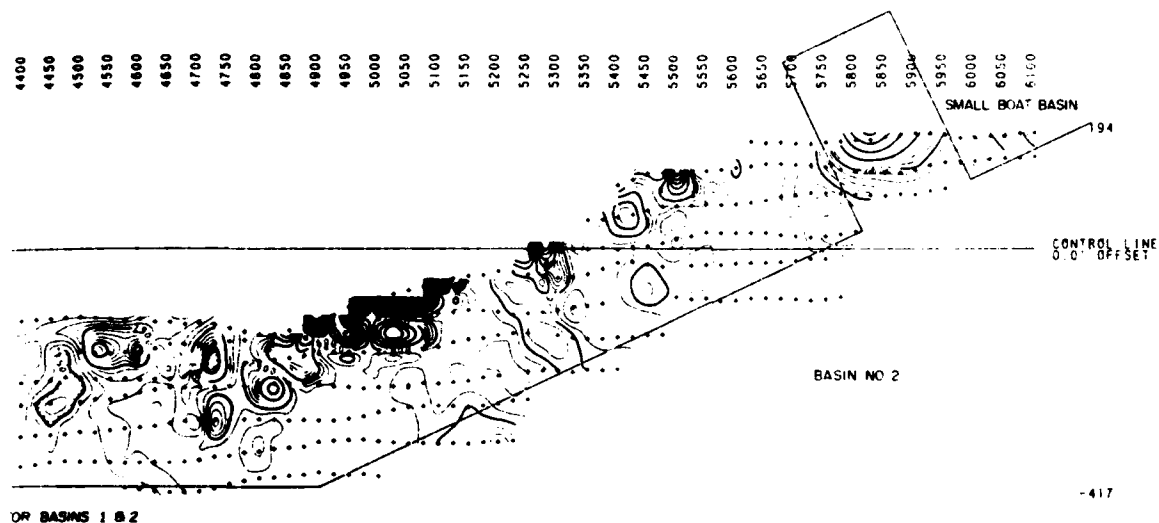 4400 4450 4500 4550 4600 4650 4700 4750 4800 4850 4900 4950 5000 5050 5100 5150 5200 5250 5300 5350 5400 5450 5500 5550 5600 5650 5700 5750 5800 5850 5900 5950 6000 6050 6100
SMALL BOAT BASIN
194
CONTROL LINE
0.0' OFFSET
BASIN NO 2
-417
OR BASINS 1 & 2